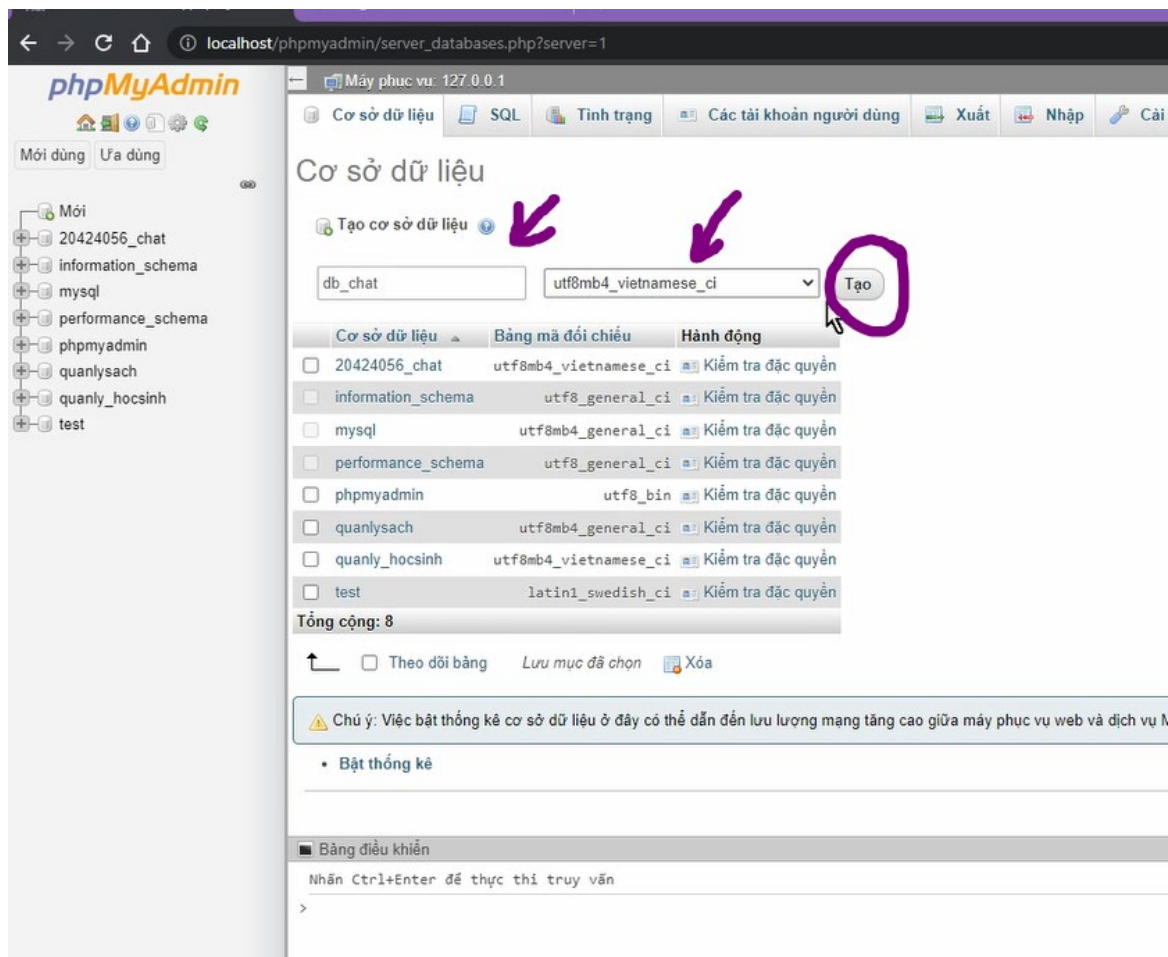 localhost/phpmyadmin/server_databases.php?server=1
phpMyAdmin
Mới dùng Ưa dùng
Mới
20424056_chat
information_schema
mysql
performance_schema
phpmyadmin
quanlysach
quanly_hocsinh
test
Máy phuc vu: 127.0.0.1
Cơ sở dữ liệu SQL Tình trạng Các tài khoản người dùng Xuất Nhập Cài
Cơ sở dữ liệu
Tạo cơ sở dữ liệu
db_chat utf8mb4_vietnamese_ci Tạo
Cơ sở dữ liệu Bảng mã đối chiếu Hành động
20424056_chat utf8mb4_vietnamese_ci Kiểm tra đặc quyền
information_schema utf8_general_ci Kiểm tra đặc quyền
mysql utf8mb4_general_ci Kiểm tra đặc quyền
performance_schema utf8_general_ci Kiểm tra đặc quyền
phpmyadmin utf8_bin Kiểm tra đặc quyền
quanlysach utf8mb4_general_ci Kiểm tra đặc quyền
quanly_hocsinh utf8mb4_vietnamese_ci Kiểm tra đặc quyền
test latin1_swedish_ci Kiểm tra đặc quyền
Tổng cộng: 8
Theo dõi bảng Lưu mục đã chọn Xóa
Chú ý: Việc bật thống kê cơ sở dữ liệu ở đây có thể dẫn đến lưu lượng mạng tăng cao giữa máy phục vụ web và dịch vụ M
Bật thống kê
Bảng điều khiển
Nhấn Ctrl+Enter để thực thi truy vấn
>